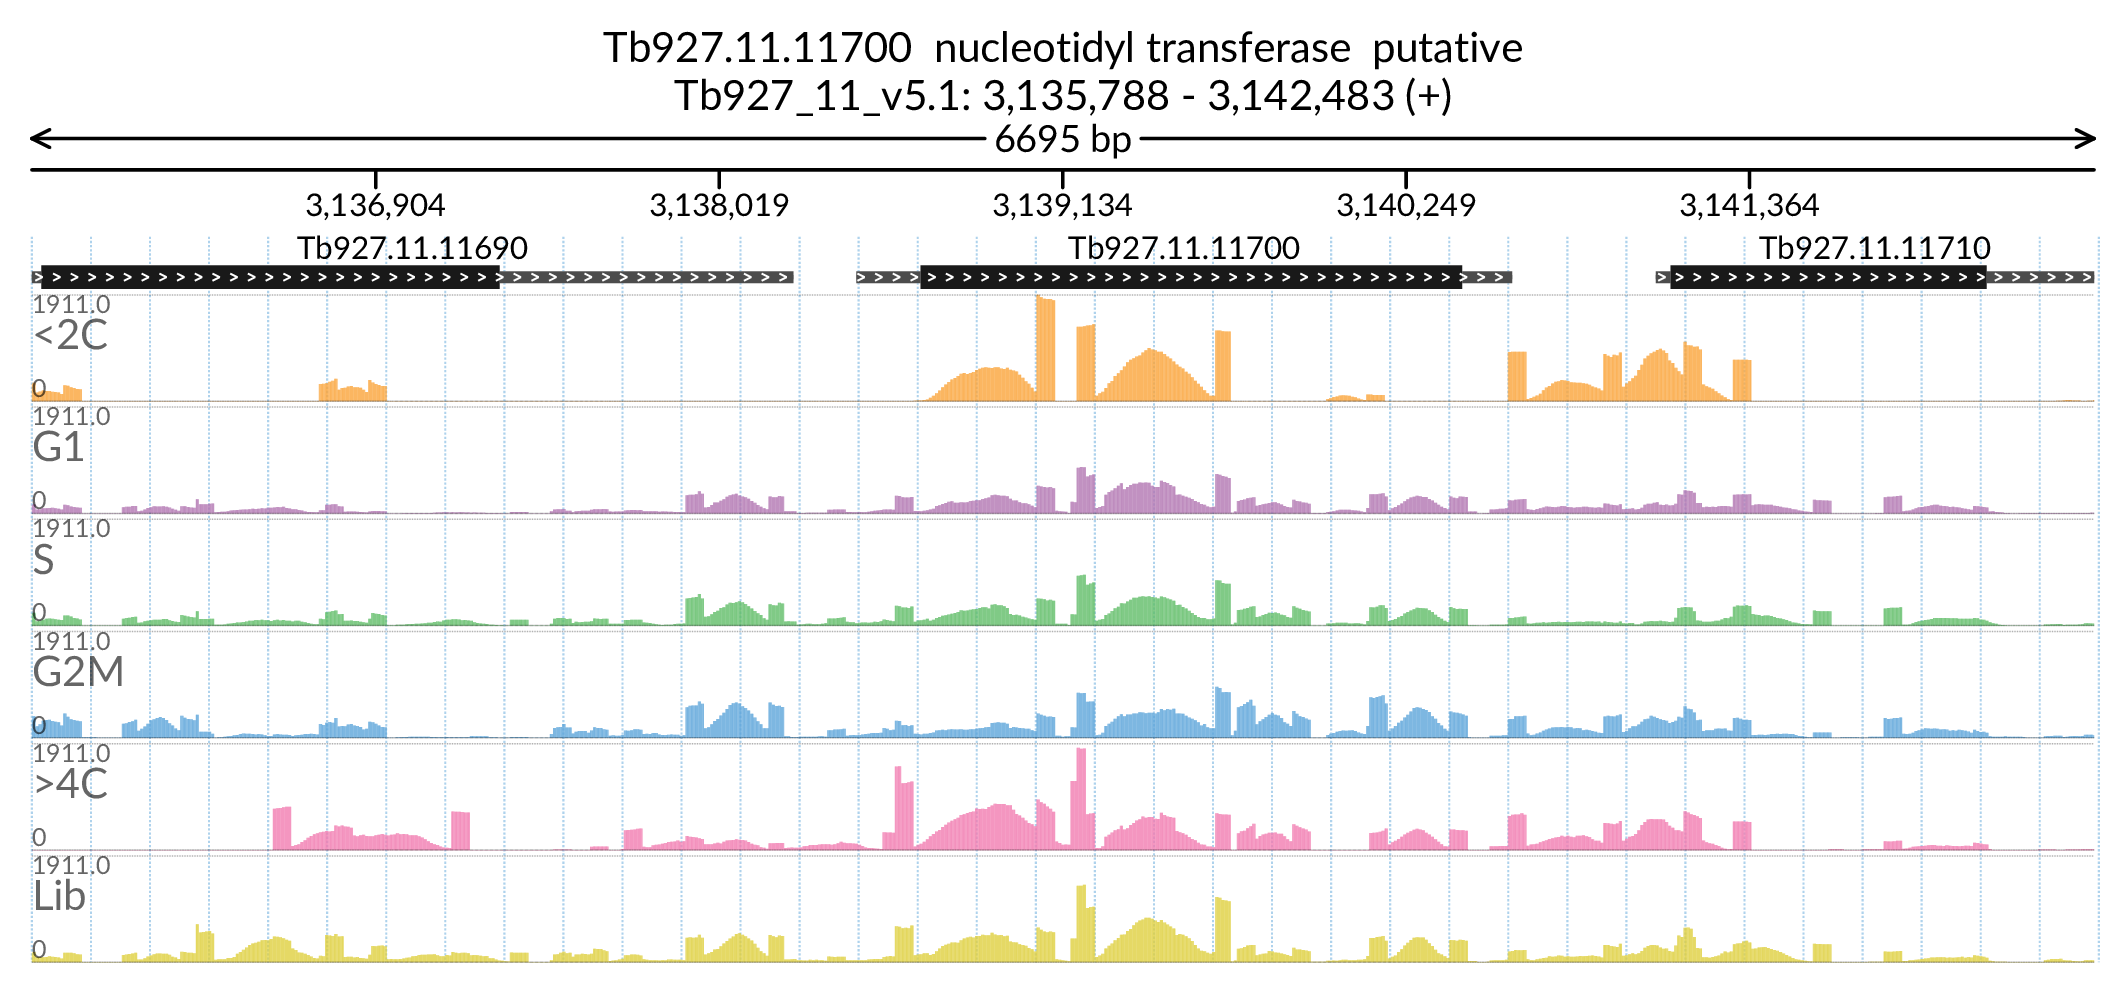 Tb927.11.11700  nucleotidyl transferase  putative
Tb927_11_v5.1: 3,135,788 - 3,142,483 (+)
6695 bp
3,136,904 3,138,019 3,139,134 3,140,249 3,141,364
Tb927.11.11690 Tb927.11.11700 Tb927.11.11710
1911.0
<2C
0
1911.0
G1
0
1911.0
S
0
1911.0
G2M
0
1911.0
>4C
0
1911.0
Lib
0